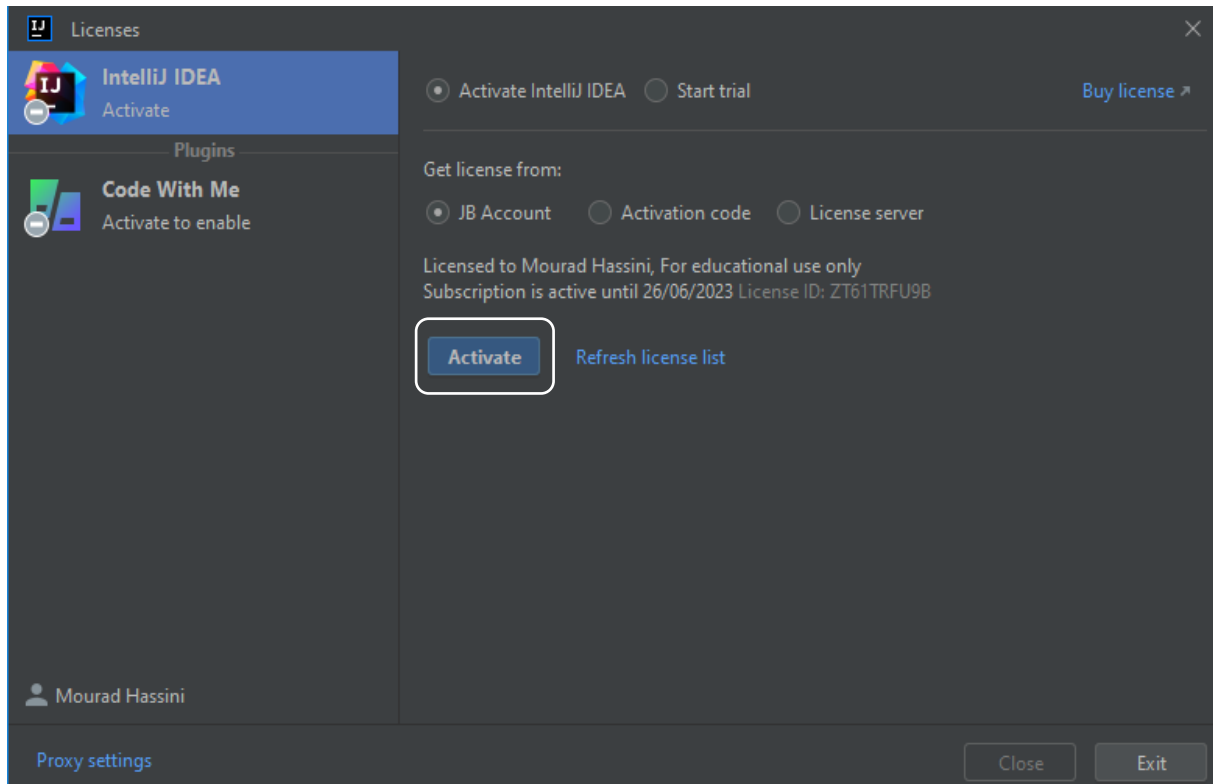 IJ Licenses
IJ
IntelliJ IDEA
Activate
Plugins
Code With Me
Activate to enable
Mourad Hassini
Activate IntelliJ IDEA Start trial Buy license
Get license from:
JB Account Activation code License server
Licensed to Mourad Hassini, For educational use only
Subscription is active until 26/06/2023 License ID: ZT61TRFU9B
Activate Refresh license list
Proxy settings Close Exit